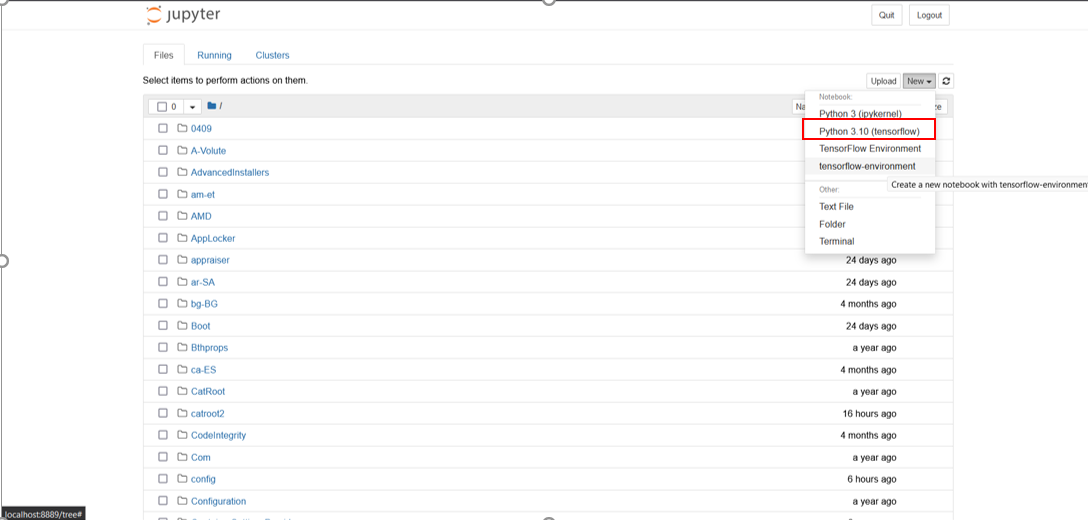 jupyter
Quit Logout
Files Running Clusters
Select items to perform actions on them.
Upload New
0 /
Notebook:
Python 3 (ipykernel)
Python 3.10 (tensorflow)
TensorFlow Environment
tensorflow-environment
Create a new notebook with tensorflow-environment
Other:
Text File
Folder
Terminal
0409
A-Volute
AdvancedInstallers
am-et
AMD
AppLocker
appraiser 24 days ago
ar-SA 24 days ago
bg-BG 4 months ago
Boot 24 days ago
Bthprops a year ago
ca-ES 4 months ago
CatRoot a year ago
catroot2 16 hours ago
CodeIntegrity 4 months ago
Com a year ago
config 6 hours ago
Configuration a year ago
localhost:8889/tree#